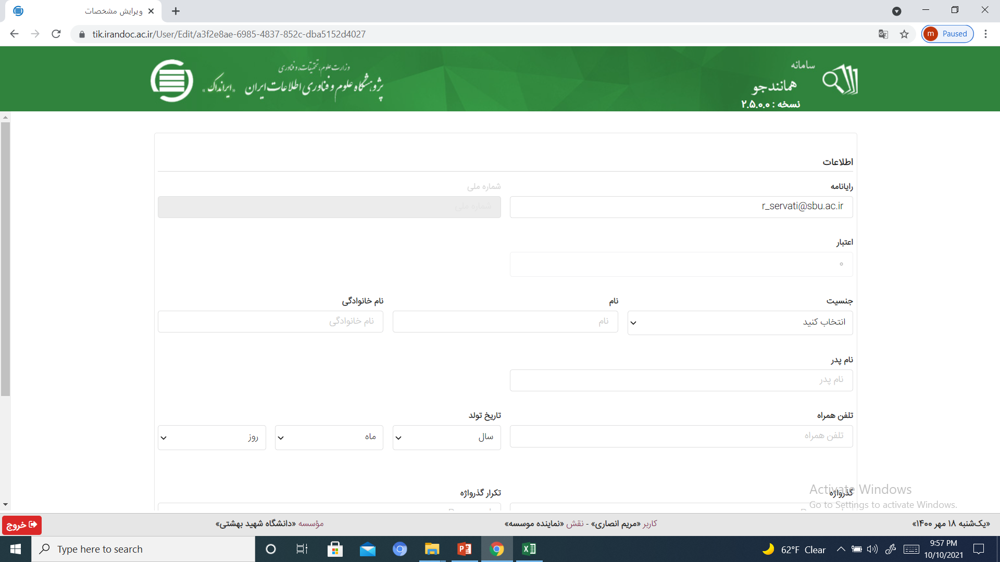 ویرایش مشخصات
tik.irandoc.ac.ir/User/Edit/a3f2e8ae-6985-4837-852c-dba5152d4027
m Paused
سامانه
همانندجو
نسخه : ۲.۵.۰.۰
وزارت علوم، تحقیقات، و فناوری
پژوهشگاه علوم و فناوری اطلاعات ایران «ایرانداک»
اطلاعات
رایانامه
شماره ملی
r_servati@sbu.ac.ir
شماره ملی
اعتبار
۰
جنسیت
نام
نام خانوادگی
انتخاب کنید
نام
نام خانوادگی
نام پدر
نام پدر
تلفن همراه
تاریخ تولد
تلفن همراه
سال
ماه
روز
گذرواژه
تکرار گذرواژه
Activate Windows
Go to Settings to activate Windows.
«یک‌شنبه ۱۸ مهر ۱۴۰۰»
کاربر «مریم انصاری» - نقش «نماینده موسسه»
مؤسسه «دانشگاه شهید بهشتی»
خروج
Type here to search
62°F Clear
9:57 PM
10/10/2021